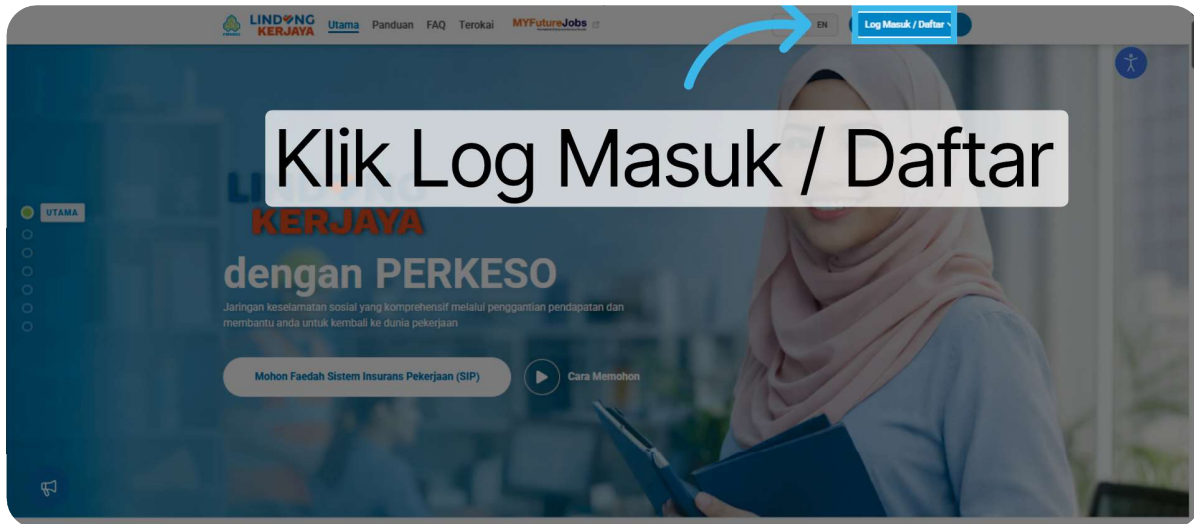 LINDUNG
KERJAYA
Utama
Panduan
FAQ
Terokai
MYFutureJobs
EN
Log Masuk / Daftar
Klik Log Masuk / Daftar
UTAMA
LINDUNG
KERJAYA
dengan PERKESO
Jaringan keselamatan sosial yang komprehensif melalui penggantian pendapatan dan
membantu anda untuk kembali ke dunia pekerjaan
Mohon Faedah Sistem Insurans Pekerjaan (SIP)
Cara Memohon